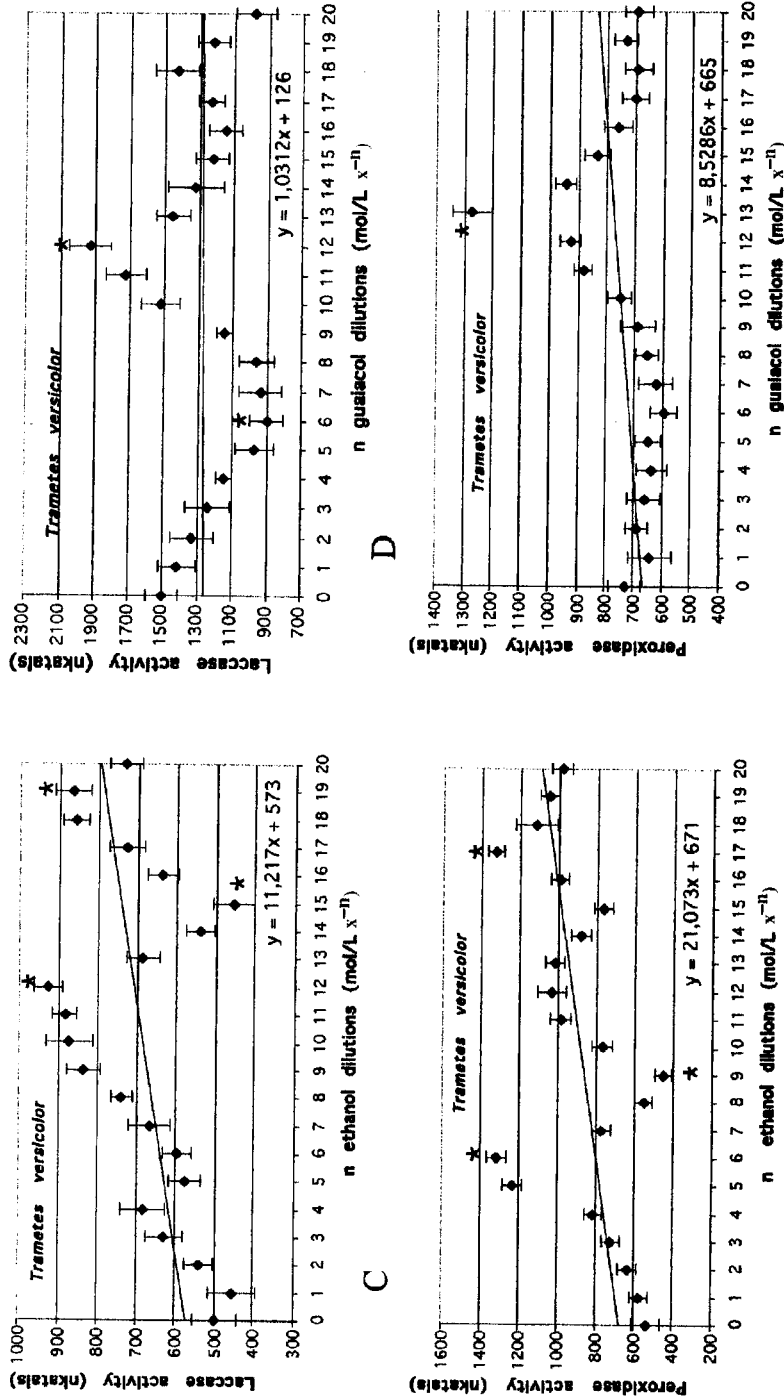 Laccase activity (nkatals)
1000
900
800
700
600
500
400
300
Trametes versicolor
*
*
*
y = 11,217x + 573
0 1 2 3 4 5 6 7 8 9 10 11 12 13 14 15 16 17 18 19 20
n ethanol dilutions (mol/L x⁻ⁿ)
Laccase activity (nkatals)
2300
2100
1900
1700
1500
1300
1100
900
700
Trametes versicolor
*
*
y = 1,0312x + 126
0 1 2 3 4 5 6 7 8 9 10 11 12 13 14 15 16 17 18 19 20
n guaiacol dilutions (mol/L x⁻ⁿ)
C
D
Peroxidase activity (nkatals)
1600
1400
1200
1000
800
600
400
200
Trametes versicolor
*
*
*
y = 21,073x + 671
0 1 2 3 4 5 6 7 8 9 10 11 12 13 14 15 16 17 18 19 20
n ethanol dilutions (mol/L x⁻ⁿ)
Peroxidase activity (nkatals)
1400
1300
1200
1100
1000
900
800
700
600
500
400
Trametes versicolor
*
y = 8,5286x + 665
0 1 2 3 4 5 6 7 8 9 10 11 12 13 14 15 16 17 18 19 20
n guaiacol dilutions (mol/L x⁻ⁿ)